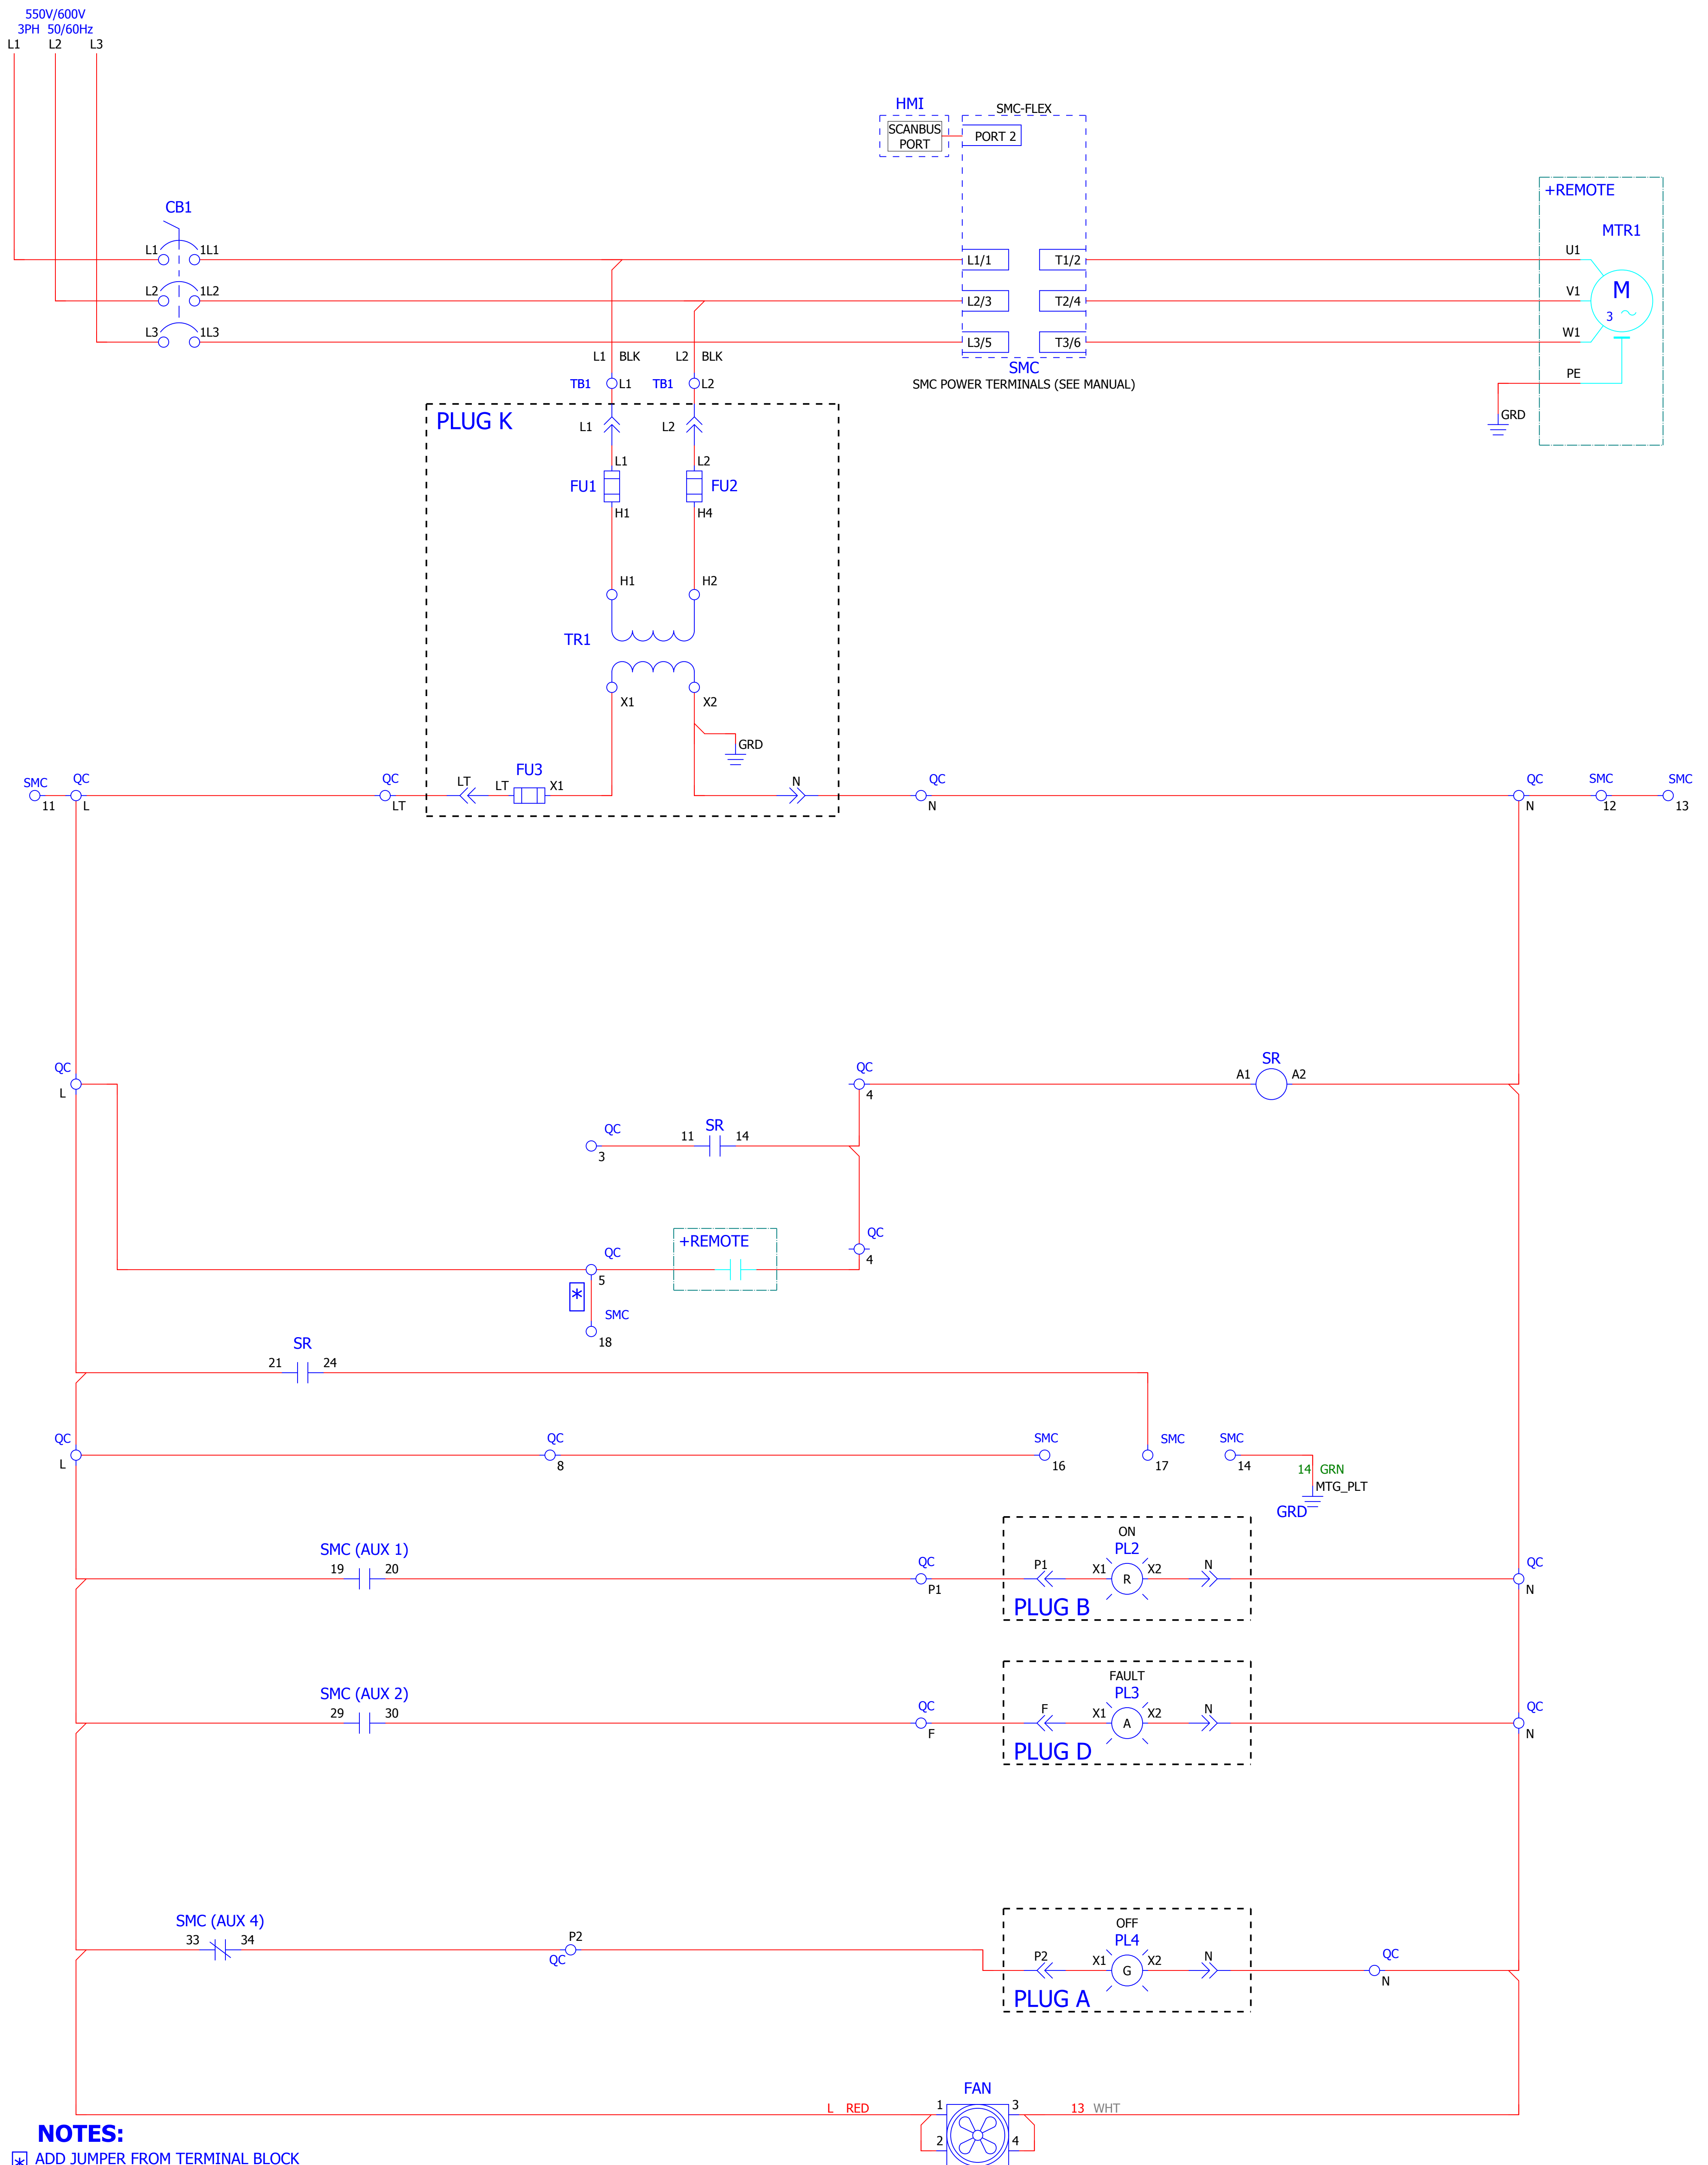 550V/600V
3PH 50/60Hz
L1 L2 L3
HMI
SMC-FLEX
SCANBUS
PORT
PORT 2
+REMOTE
CB1
MTR1
L1 1L1
L1/1 T1/2
U1
L2 1L2
L2/3 T2/4
V1
M
3
L3 1L3
L3/5 T3/6
W1
L1 BLK L2 BLK
SMC
SMC POWER TERMINALS (SEE MANUAL)
PE
TB1 L1 TB1 L2
GRD
PLUG K
L1 L2
L1 L2
FU1 FU2
H1 H4
H1 H2
TR1
X1 X2
GRD
FU3
SMC QC QC LT LT X1 N QC QC SMC SMC
11 L LT N N 12 13
QC QC SR
L 4 A1 A2
QC 11 SR 14
3
QC +REMOTE QC
5 4
*
SMC
18
SR
21 24
QC QC SMC SMC SMC
L 8 16 17 14
14 GRN
MTG_PLT
GRD
ON
SMC (AUX 1) PL2
19 20 QC P1 X1 R X2 N QC
P1 N
PLUG B
FAULT
SMC (AUX 2) PL3
29 30 QC F X1 A X2 N QC
F N
PLUG D
OFF
SMC (AUX 4) PL4
33 34 P2
QC
P2 X1 G X2 N QC
N
PLUG A
FAN
L RED 1 3 13 WHT
2 4
NOTES:
* ADD JUMPER FROM TERMINAL BLOCK